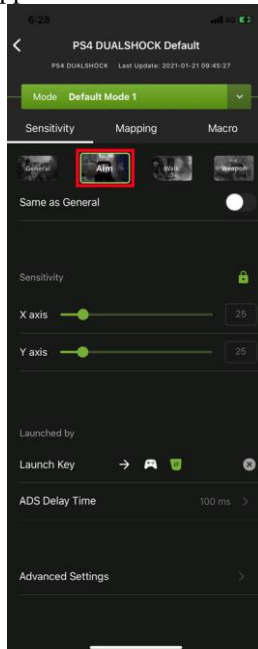 6:28
4G
PS4 DUALSHOCK Default
PS4 DUALSHOCK Last Update: 2021-01-21 09:45:27
Mode Default Mode 1
Sensitivity Mapping Macro
General Aim Walk Weapon
Same as General
Sensitivity
X axis 25
Y axis 25
Launched by
Launch Key
ADS Delay Time 100 ms
Advanced Settings